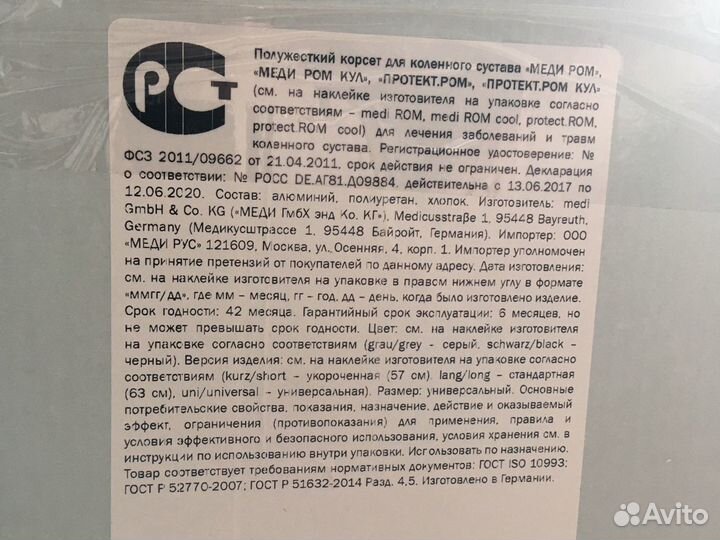 РСТ
Полужесткий корсет для коленного сустава «МЕДИ РОМ»,
«МЕДИ РОМ КУЛ», «ПРОТЕКТ.РОМ», «ПРОТЕКТ.РОМ КУЛ»
(см. на наклейке изготовителя на упаковке согласно
соответствиям – medi ROM, medi ROM cool, protect.ROM,
protect.ROM cool) для лечения заболеваний и травм
коленного сустава. Регистрационное удостоверение: №
ФСЗ 2011/09662 от 21.04.2011, срок действия не ограничен. Декларация
о соответствии: № РОСС DE.АГ81.Д09884, действительна с 13.06.2017 по
12.06.2020. Состав: алюминий, полиуретан, хлопок. Изготовитель: medi
GmbH & Co. KG («МЕДИ ГмбХ энд Ко. КГ»), Medicusstraße 1, 95448 Bayreuth,
Germany (Медикусштрассе 1, 95448 Байройт, Германия). Импортер: ООО
«МЕДИ РУС» 121609, Москва, ул. Осенняя, 4, корп. 1. Импортер уполномочен
на принятие претензий от покупателей по данному адресу. Дата изготовления:
см. на наклейке изготовителя на упаковке в правом нижнем углу в формате
«ммгг/дд», где мм – месяц, гг – год, дд – день, когда было изготовлено изделие.
Срок годности: 42 месяца. Гарантийный срок эксплуатации: 6 месяцев, но
не может превышать срок годности. Цвет: см. на наклейке изготовителя
на упаковке согласно соответствиям (grau/grey – серый, schwarz/black –
черный). Версия изделия: см. на наклейке изготовителя на упаковке согласно
соответствиям (kurz/short – укороченная (57 см), lang/long – стандартная
(63 см), uni/universal – универсальная). Размер: универсальный. Основные
потребительские свойства, показания, назначение, действие и оказываемый
эффект, ограничения (противопоказания) для применения, правила и
условия эффективного и безопасного использования, условия хранения см. в
инструкции по использованию внутри упаковки. Использовать по назначению.
Товар соответствует требованиям нормативных документов: ГОСТ ISO 10993;
ГОСТ Р 52770-2007; ГОСТ Р 51632-2014 Разд. 4,5. Изготовлено в Германии.
Avito